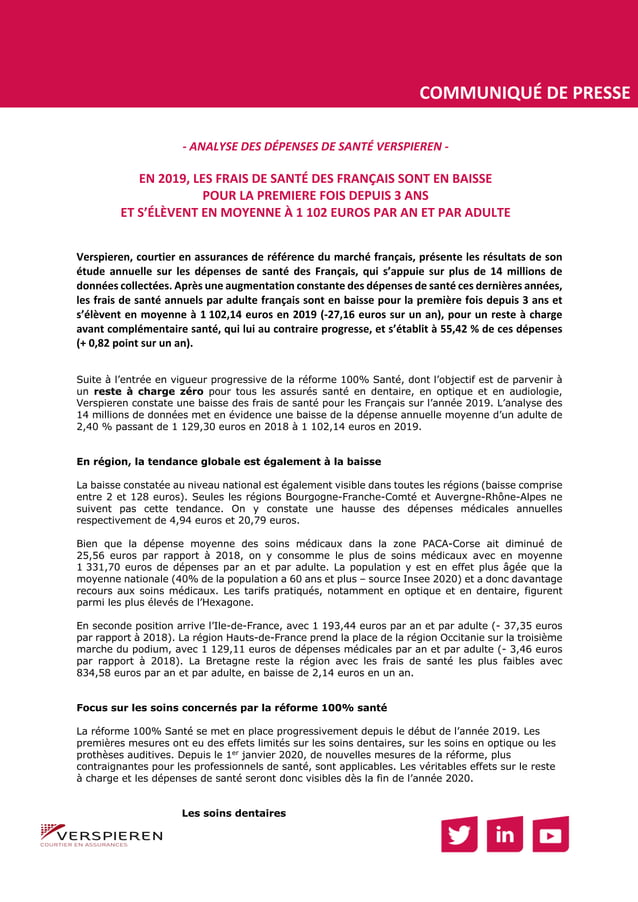 COMMUNIQUÉ DE PRESSE
- ANALYSE DES DÉPENSES DE SANTÉ VERSPIEREN -
EN 2019, LES FRAIS DE SANTÉ DES FRANÇAIS SONT EN BAISSE
POUR LA PREMIERE FOIS DEPUIS 3 ANS
ET S’ÉLÈVENT EN MOYENNE À 1 102 EUROS PAR AN ET PAR ADULTE
Verspieren, courtier en assurances de référence du marché français, présente les résultats de son
étude annuelle sur les dépenses de santé des Français, qui s’appuie sur plus de 14 millions de
données collectées. Après une augmentation constante des dépenses de santé ces dernières années,
les frais de santé annuels par adulte français sont en baisse pour la première fois depuis 3 ans et
s’élèvent en moyenne à 1 102,14 euros en 2019 (-27,16 euros sur un an), pour un reste à charge
avant complémentaire santé, qui lui au contraire progresse, et s’établit à 55,42 % de ces dépenses
(+ 0,82 point sur un an).
Suite à l’entrée en vigueur progressive de la réforme 100% Santé, dont l’objectif est de parvenir à
un reste à charge zéro pour tous les assurés santé en dentaire, en optique et en audiologie,
Verspieren constate une baisse des frais de santé pour les Français sur l’année 2019. L’analyse des
14 millions de données met en évidence une baisse de la dépense annuelle moyenne d’un adulte de
2,40 % passant de 1 129,30 euros en 2018 à 1 102,14 euros en 2019.
En région, la tendance globale est également à la baisse
La baisse constatée au niveau national est également visible dans toutes les régions (baisse comprise
entre 2 et 128 euros). Seules les régions Bourgogne-Franche-Comté et Auvergne-Rhône-Alpes ne
suivent pas cette tendance. On y constate une hausse des dépenses médicales annuelles
respectivement de 4,94 euros et 20,79 euros.
Bien que la dépense moyenne des soins médicaux dans la zone PACA-Corse ait diminué de
25,56 euros par rapport à 2018, on y consomme le plus de soins médicaux avec en moyenne
1 331,70 euros de dépenses par an et par adulte. La population y est en effet plus âgée que la
moyenne nationale (40% de la population a 60 ans et plus – source Insee 2020) et a donc davantage
recours aux soins médicaux. Les tarifs pratiqués, notamment en optique et en dentaire, figurent
parmi les plus élevés de l’Hexagone.
En seconde position arrive l’Ile-de-France, avec 1 193,44 euros par an et par adulte (- 37,35 euros
par rapport à 2018). La région Hauts-de-France prend la place de la région Occitanie sur la troisième
marche du podium, avec 1 129,11 euros de dépenses médicales par an et par adulte (- 3,46 euros
par rapport à 2018). La Bretagne reste la région avec les frais de santé les plus faibles avec
834,58 euros par an et par adulte, en baisse de 2,14 euros en un an.
Focus sur les soins concernés par la réforme 100% santé
La réforme 100% Santé se met en place progressivement depuis le début de l’année 2019. Les
premières mesures ont eu des effets limités sur les soins dentaires, sur les soins en optique ou les
prothèses auditives. Depuis le 1er janvier 2020, de nouvelles mesures de la réforme, plus
contraignantes pour les professionnels de santé, sont applicables. Les véritables effets sur le reste
à charge et les dépenses de santé seront donc visibles dès la fin de l’année 2020.
Les soins dentaires
VERSPIEREN
COURTIER EN ASSURANCES
in